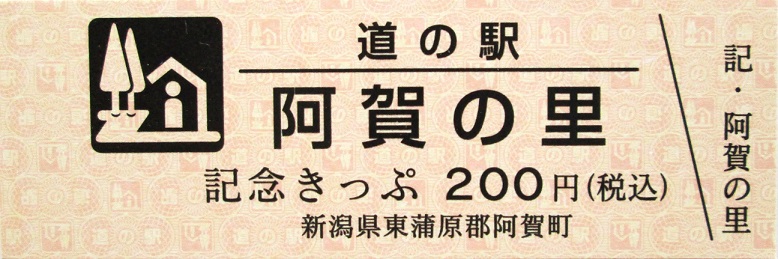 道の駅
阿賀の里
記念きっぷ 200円(税込)
新潟県東蒲原郡阿賀町
記・阿賀の里